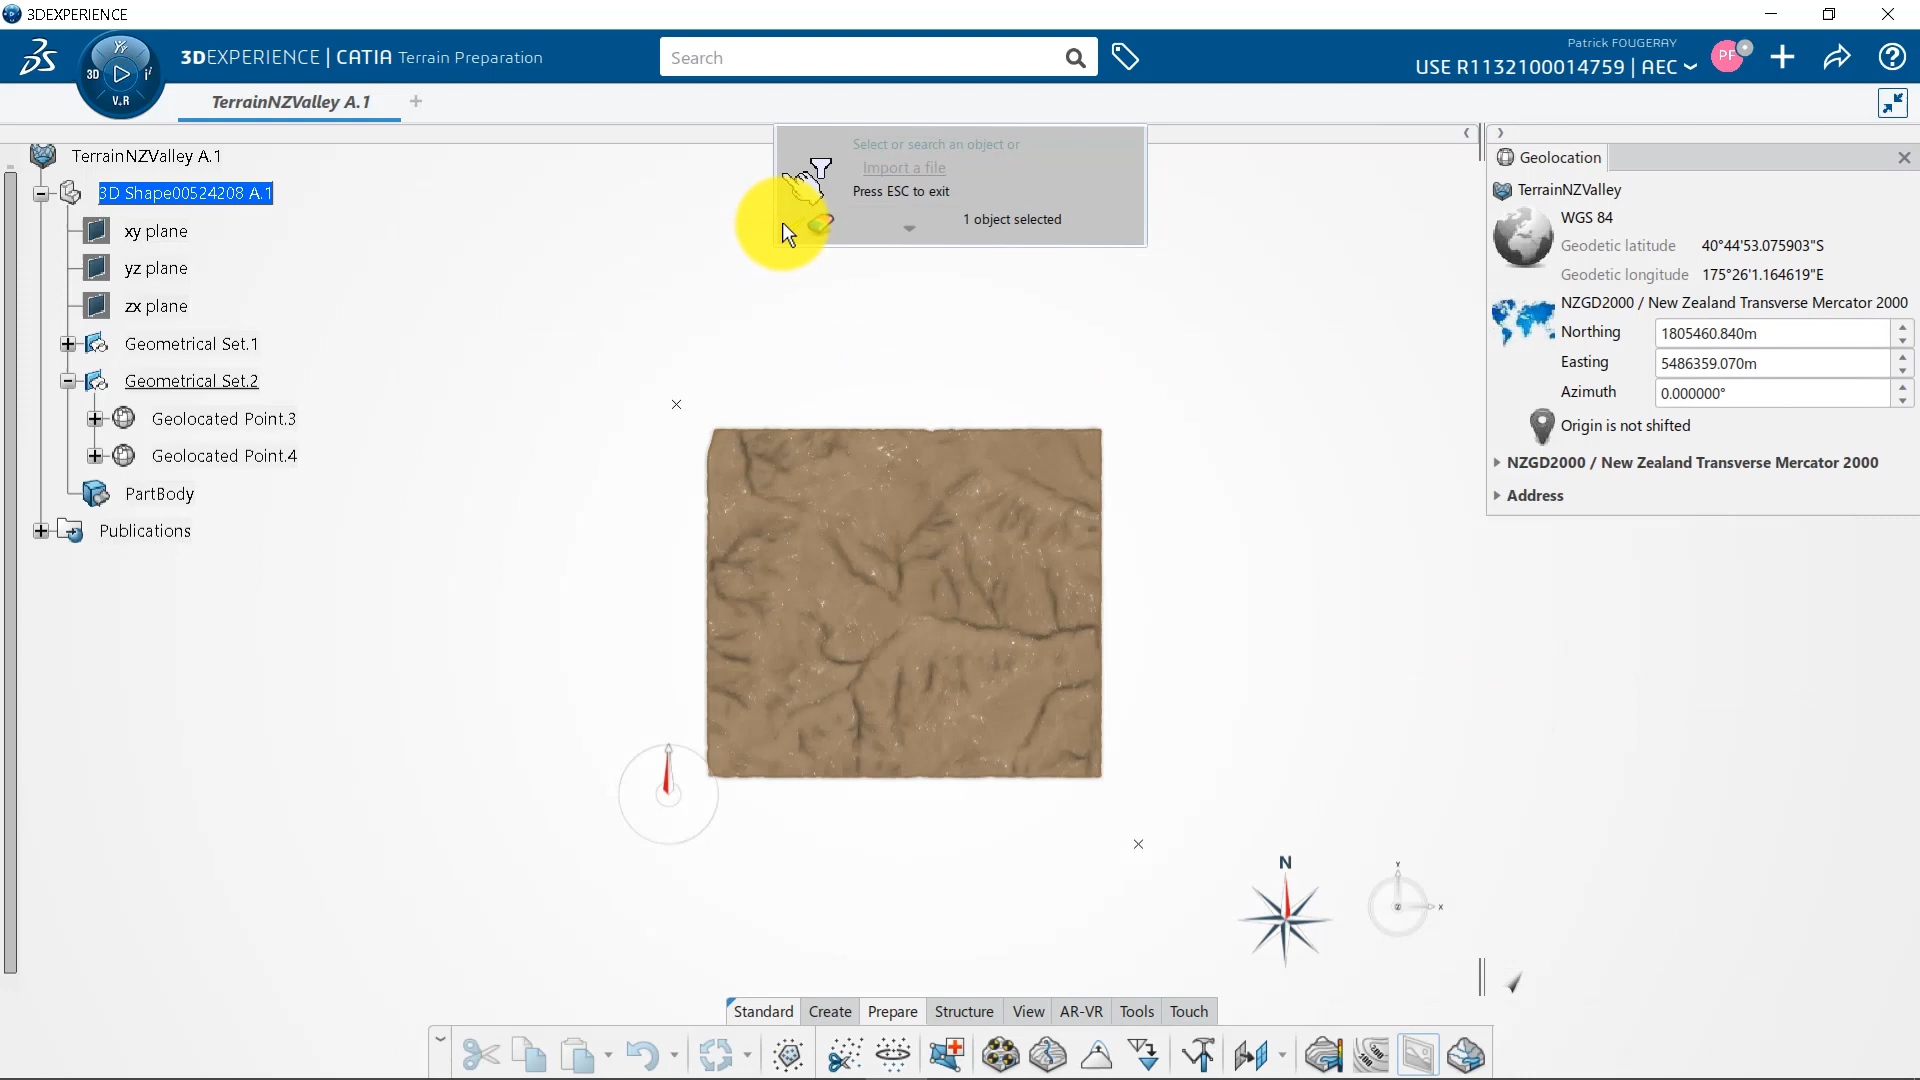 3DEXPERIENCE
3DEXPERIENCE | CATIA Terrain Preparation
Search
Patrick FOUGERAY
USE R1132100014759 | AEC
PF
3D
V.R
TerrainNZValley A.1
TerrainNZValley A.1
3D Shape00524208 A.1
xy plane
yz plane
zx plane
Geometrical Set.1
Geometrical Set.2
Geolocated Point.3
Geolocated Point.4
PartBody
Publications
Select or search an object or
Import a file
Press ESC to exit
1 object selected
Geolocation
TerrainNZValley
WGS 84
Geodetic latitude 40°44'53.075903"S
Geodetic longitude 175°26'1.164619"E
NZGD2000 / New Zealand Transverse Mercator 2000
Northing 1805460.840m
Easting 5486359.070m
Azimuth 0.000000°
Origin is not shifted
NZGD2000 / New Zealand Transverse Mercator 2000
Address
N
Y
X
Z
Standard Create Prepare Structure View AR-VR Tools Touch